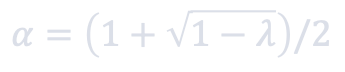 α = (1 + √1 − λ)/2